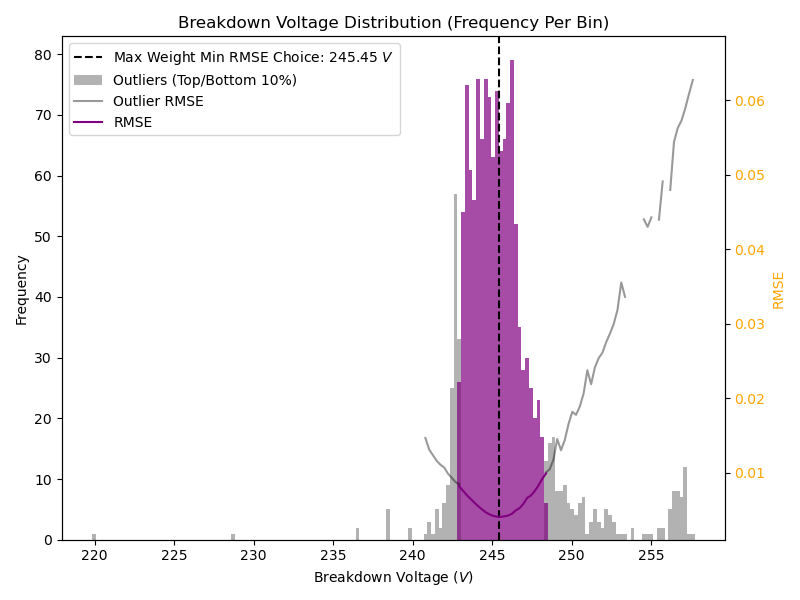 Breakdown Voltage Distribution (Frequency Per Bin)
Max Weight Min RMSE Choice: 245.45 V
Outliers (Top/Bottom 10%)
Outlier RMSE
RMSE
80
70
60
50
40
30
20
10
0
Frequency
0.06
0.05
0.04
0.03
0.02
0.01
RMSE
220 225 230 235 240 245 250 255
Breakdown Voltage (V)